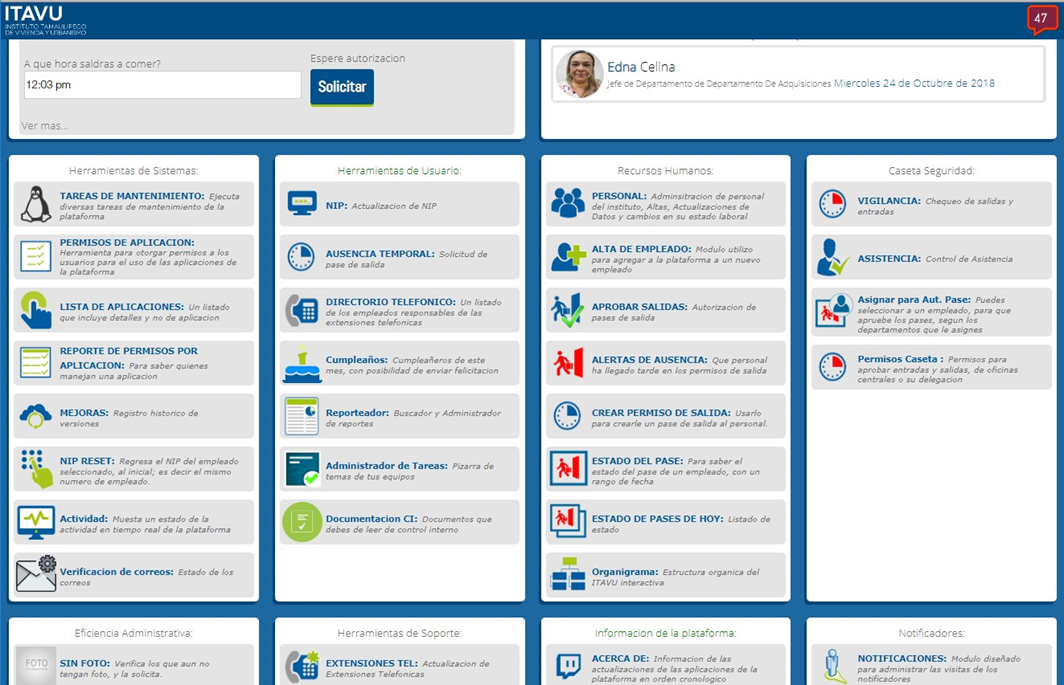 ITAVU
INSTITUTO TAMAULIPECO
DE VIVIENDA Y URBANISMO
47
A que hora saldras a comer?
Espere autorizacion
12:03 pm
Solicitar
Ver mas...
Edna Celina
Jefe de Departamento de Departamento De Adquisiciones Miercoles 24 de Octubre de 2018
Herramientas de Sistemas:
TAREAS DE MANTENIMIENTO: Ejecuta
diversas tareas de mantenimiento de la
plataforma
PERMISOS DE APLICACION:
Herramienta para otorgar permisos a los
usuarios para el uso de las aplicaciones de
la plataforma
LISTA DE APLICACIONES: Un listado
que incluye detalles y no de aplicacion
REPORTE DE PERMISOS POR
APLICACION: Para saber quienes
manejan una aplicacion
MEJORAS: Registro historico de
versiones
NIP RESET: Regresa el NIP del empleado
seleccionado, al inicial; es decir el mismo
numero de empleado.
Actividad: Muesta un estado de la
actividad en tiempo real de la plataforma
Verificacion de correos: Estado de los
correos
Herramientas de Usuario:
NIP: Actualizacion de NIP
AUSENCIA TEMPORAL: Solicitud de
pase de salida
DIRECTORIO TELEFONICO: Un listado
de los empleados responsables de las
extensiones telefonicas
Cumpleaños: Cumpleañeros de este
mes, con posibilidad de enviar felicitacion
Reporteador: Buscador y Administrador
de reportes
Administrador de Tareas: Pizarra de
temas de tus equipos
Documentacion CI: Documentos que
debes de leer de control interno
Recursos Humanos:
PERSONAL: Adminsitracion de personal
del instituto, Altas, Actualizaciones de
Datos y cambios en su estado laboral
ALTA DE EMPLEADO: Modulo utilizo
para agregar a la plataforma a un nuevo
empleado
APROBAR SALIDAS: Autorizacion de
pases de salida
ALERTAS DE AUSENCIA: Que personal
ha llegado tarde en los permisos de salida
CREAR PERMISO DE SALIDA: Usarlo
para crearle un pase de salida al personal.
ESTADO DEL PASE: Para saber el
estado del pase de un empleado, con un
rango de fecha
ESTADO DE PASES DE HOY: Listado de
estado
Organigrama: Estructura organica del
ITAVU interactiva
Caseta Seguridad:
VIGILANCIA: Chequeo de salidas y
entradas
ASISTENCIA: Control de Asistencia
Asignar para Aut. Pase: Puedes
seleccionar a un empleado, para que
apruebe los pases, segun los
departamentos que le asignes
Permisos Caseta : Permisos para
aprobar entradas y salidas, de oficinas
centrales o su delegacion
Eficiencia Administrativa:
FOTO
SIN FOTO: Verifica los que aun no
tengan foto, y la solicita.
Herramientas de Soporte:
EXTENSIONES TEL: Actualizacion de
Extensiones Telefonicas
Informacion de la plataforma:
ACERCA DE: Informacion de las
actualizaciones de las aplicaciones de la
plataforma en orden cronologico
Notificadores:
NOTIFICACIONES: Modulo diseñado
para administrar las visitas de los
notificadores